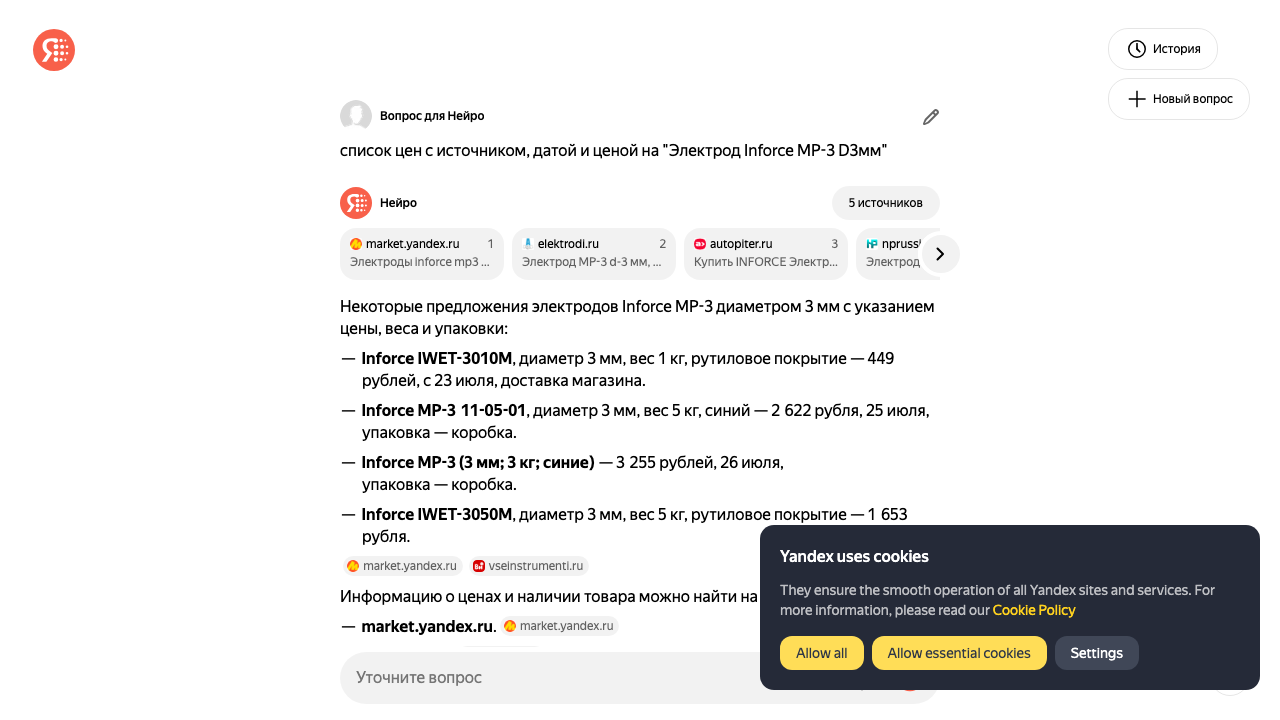 История
Новый вопрос
Вопрос для Нейро
список цен с источником, датой и ценой на "Электрод Inforce МР-3 D3мм"
Нейро
5 источников
market.yandex.ru 1
Электроды inforce mp3 ...
elektrodi.ru 2
Электрод МР-3 d-3 мм, ...
autopiter.ru 3
Купить INFORCE Электр...
Электрод
Некоторые предложения электродов Inforce МР-3 диаметром 3 мм с указанием
цены, веса и упаковки:
— Inforce IWET-3010M, диаметр 3 мм, вес 1 кг, рутиловое покрытие — 449
рублей, с 23 июля, доставка магазина.
— Inforce МР-3 11-05-01, диаметр 3 мм, вес 5 кг, синий — 2 622 рубля, 25 июля,
упаковка — коробка.
— Inforce МР-3 (3 мм; 3 кг; синие) — 3 255 рублей, 26 июля,
упаковка — коробка.
— Inforce IWET-3050M, диаметр 3 мм, вес 5 кг, рутиловое покрытие — 1 653
рубля.
market.yandex.ru vseinstrumenti.ru
Информацию о ценах и наличии товара можно найти на
— market.yandex.ru. market.yandex.ru
Уточните вопрос
Yandex uses cookies
They ensure the smooth operation of all Yandex sites and services. For
more information, please read our Cookie Policy
Allow all
Allow essential cookies
Settings